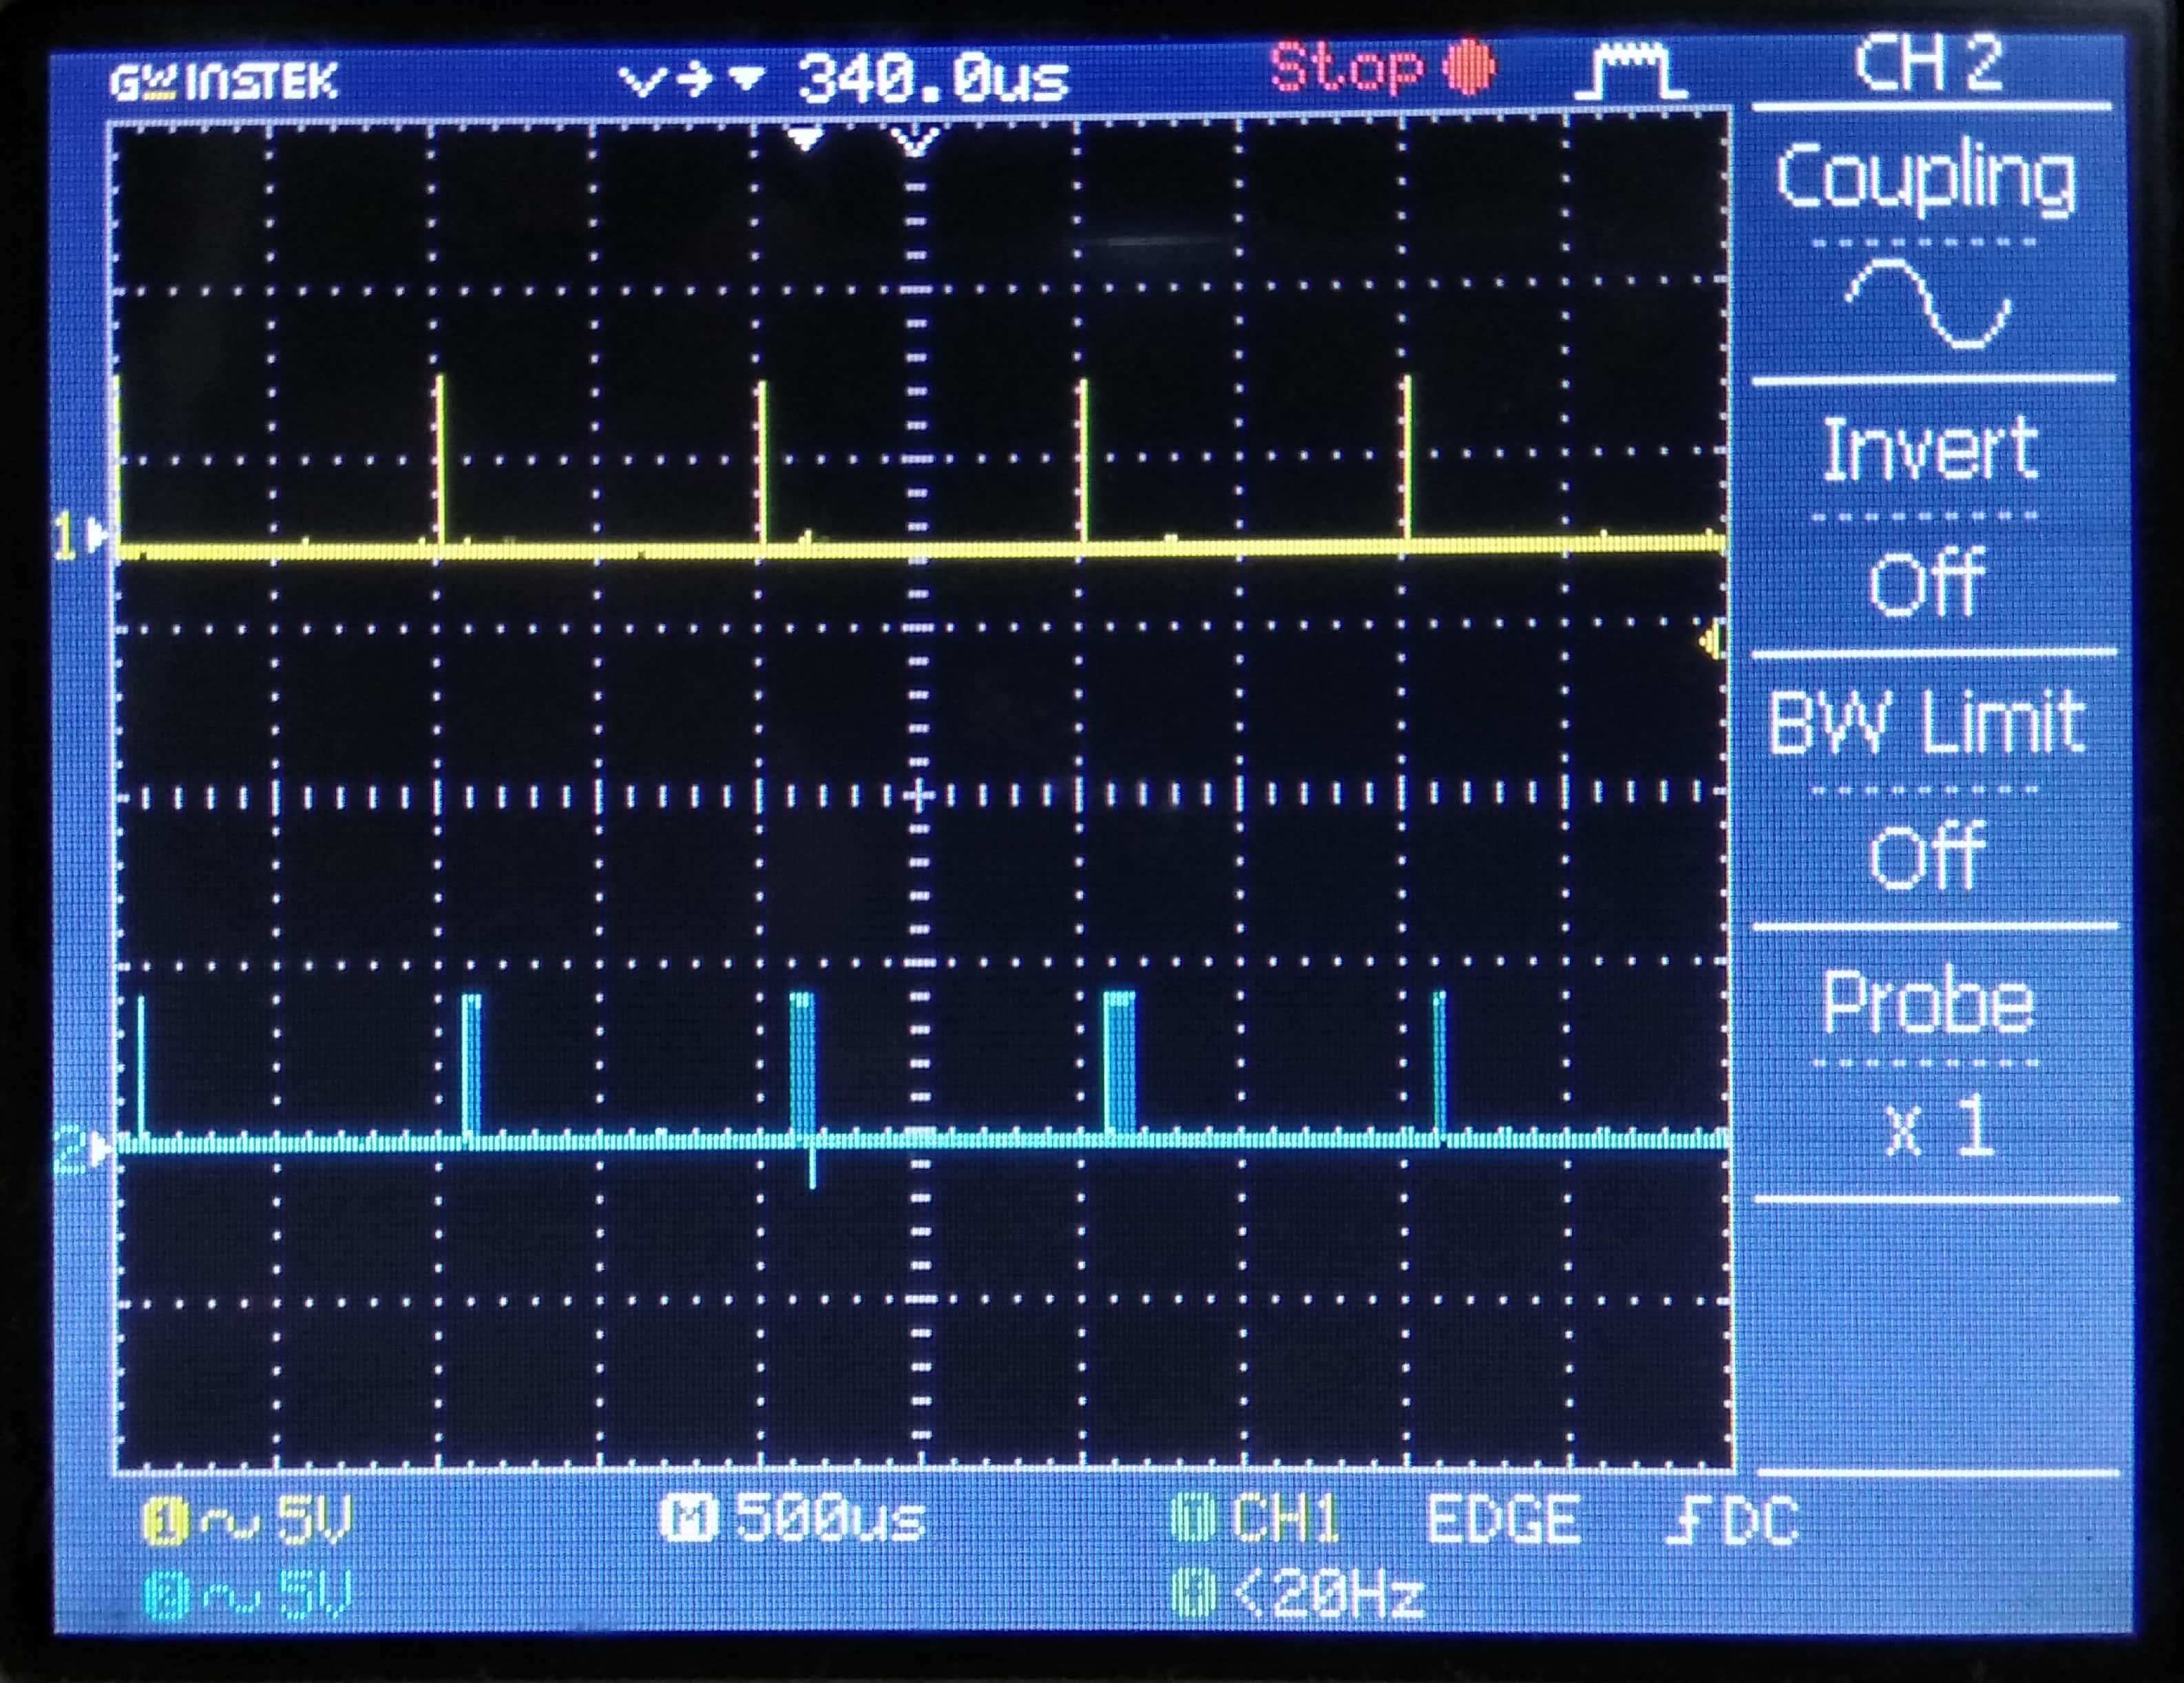 GW INSTEK 340.0us Stop CH 2
Coupling
Invert
Off
BW Limit
Off
Probe
x 1
1
2
1 5V M 500us T CH1 EDGE DC
2 5V <20Hz